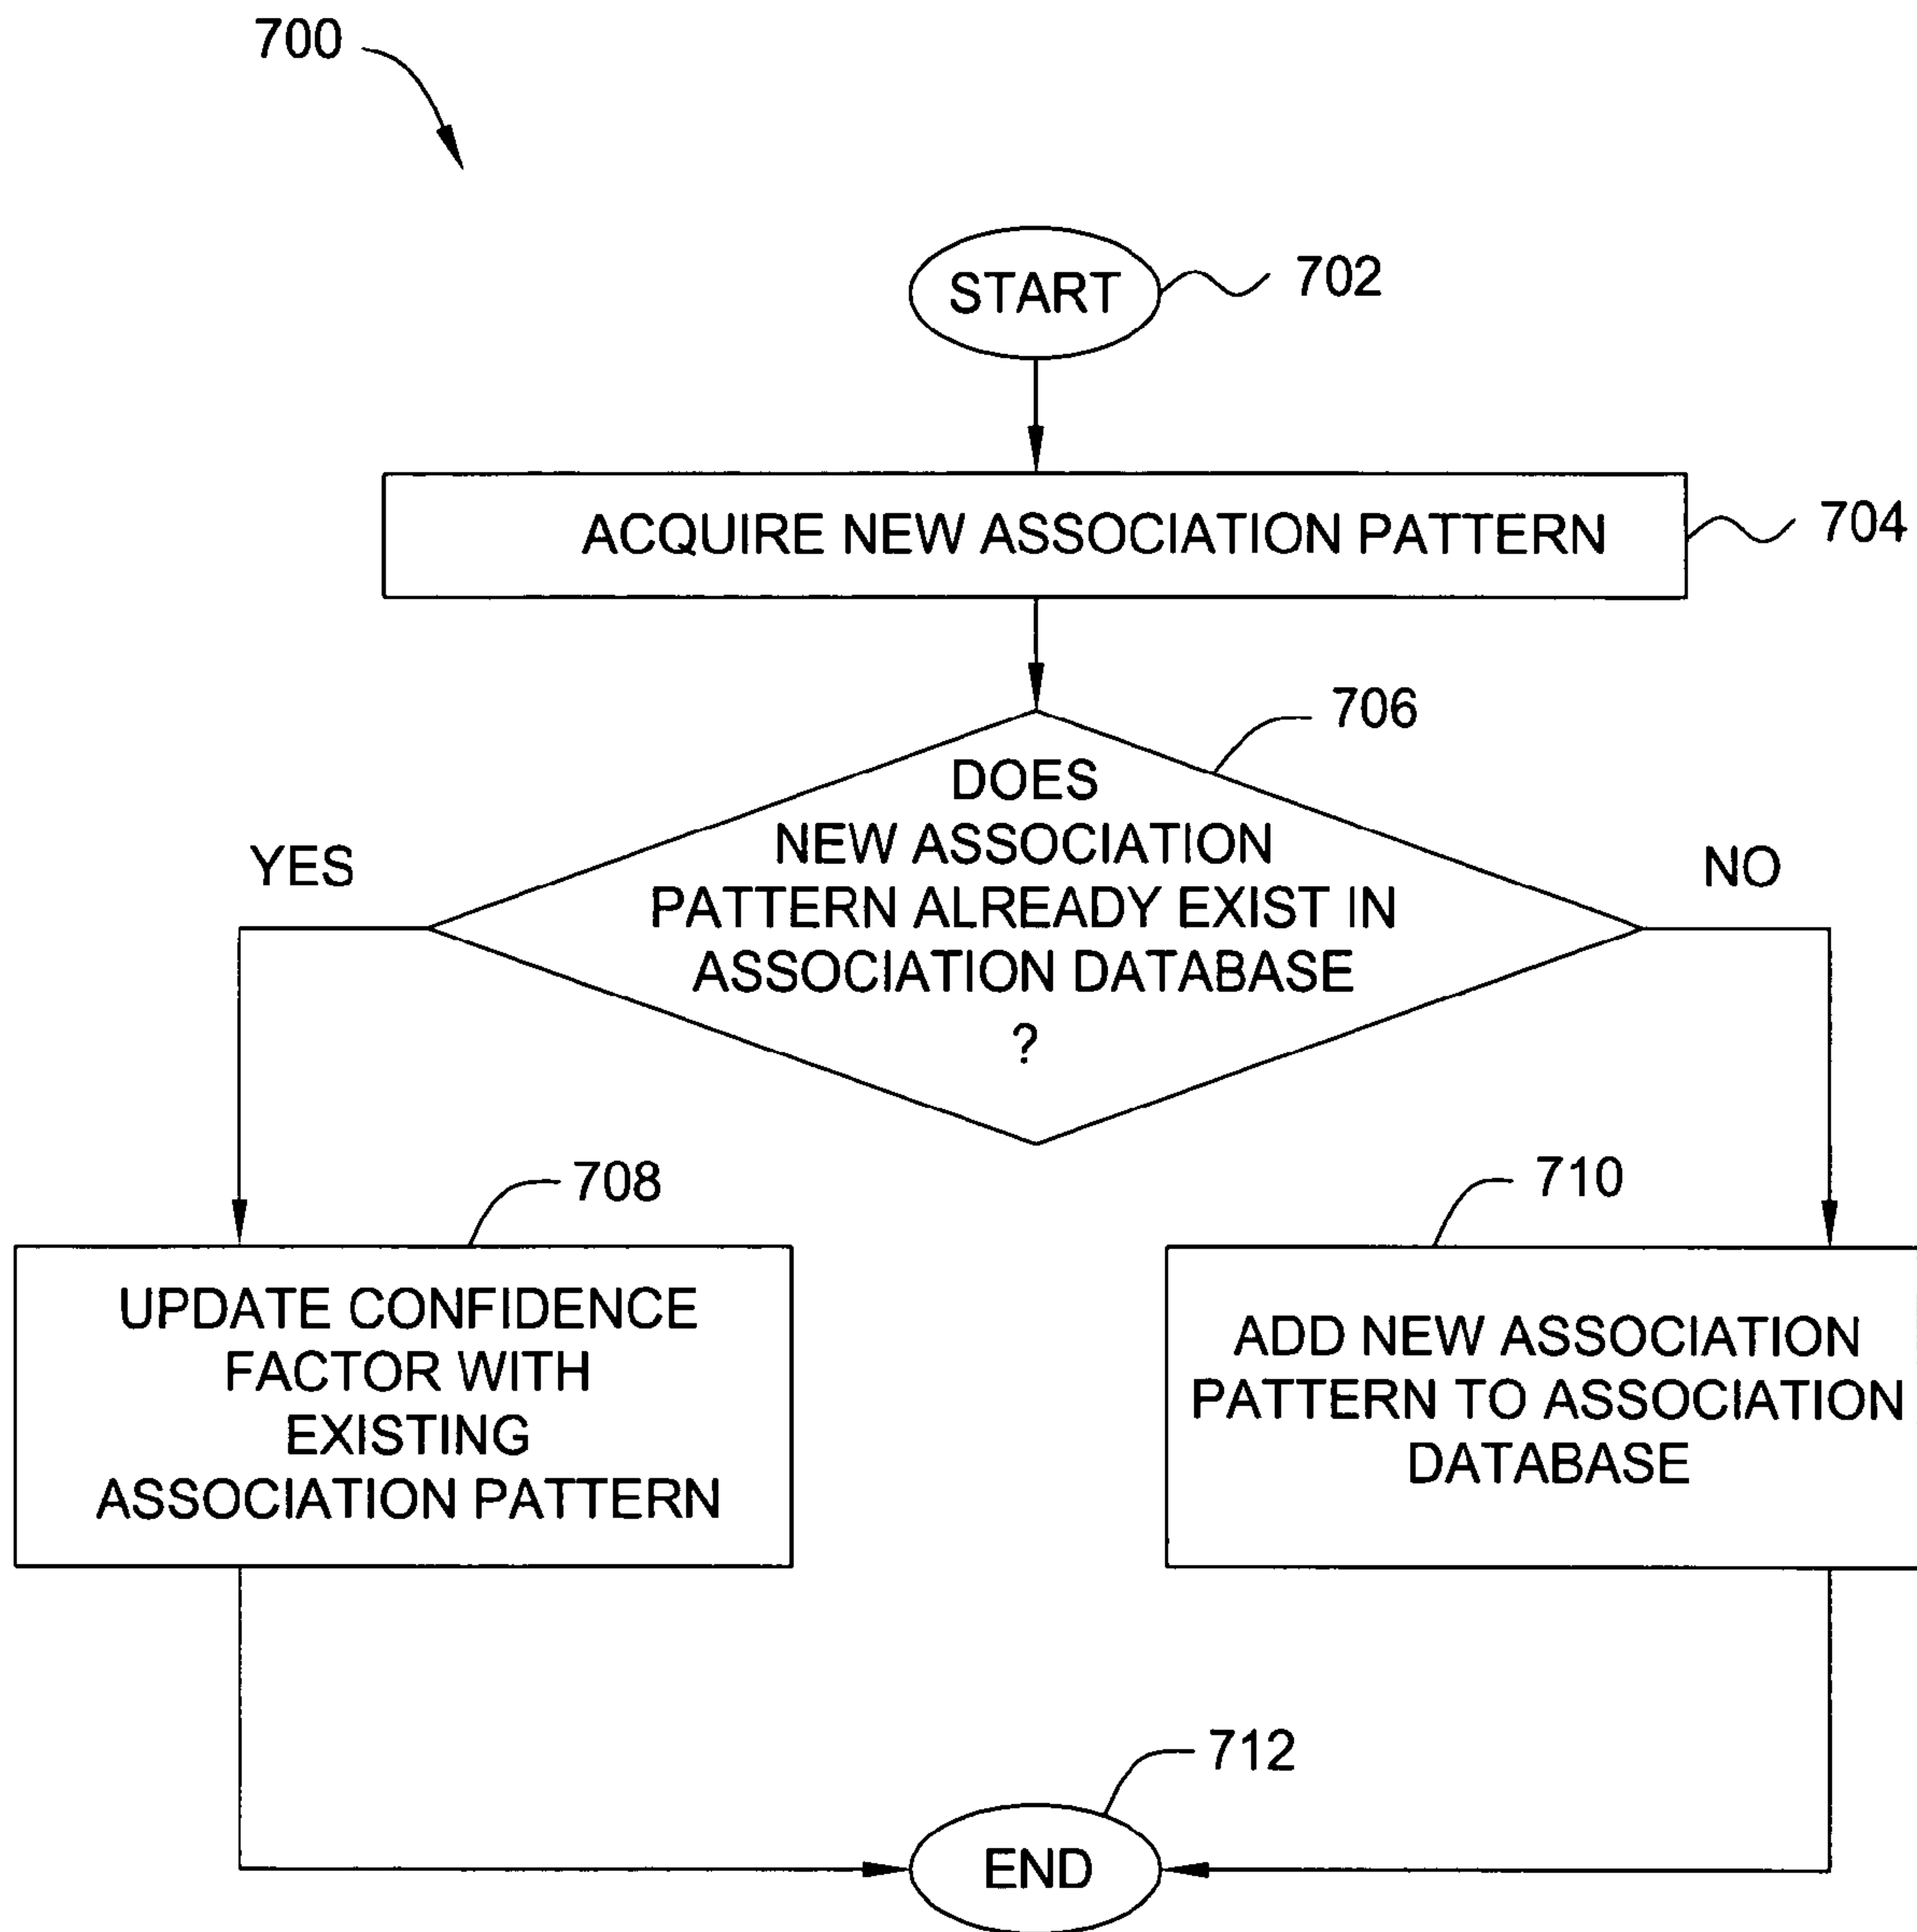 700
START
702
ACQUIRE NEW ASSOCIATION PATTERN
704
706
DOES
NEW ASSOCIATION
PATTERN ALREADY EXIST IN
ASSOCIATION DATABASE
?
YES
NO
708
UPDATE CONFIDENCE
FACTOR WITH
EXISTING
ASSOCIATION PATTERN
710
ADD NEW ASSOCIATION
PATTERN TO ASSOCIATION
DATABASE
712
END